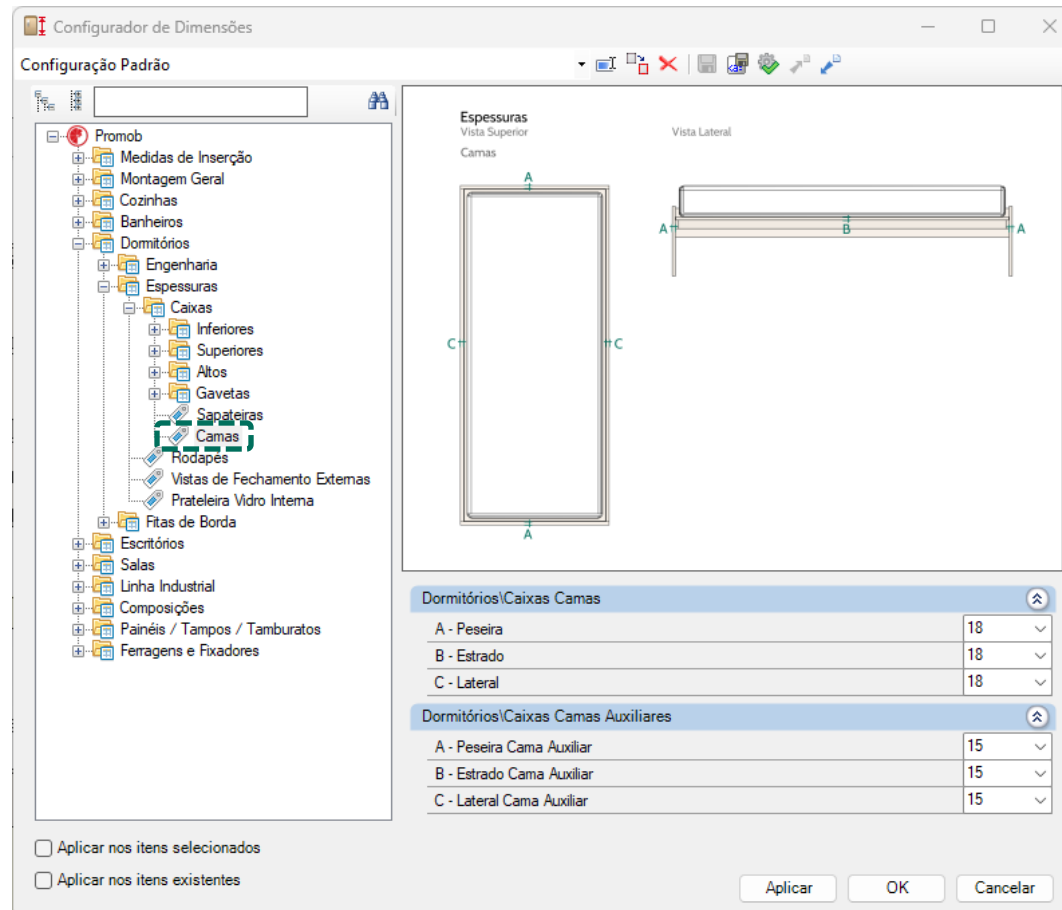 Configurador de Dimensões
Configuração Padrão
Promob
Medidas de Inserção
Montagem Geral
Cozinhas
Banheiros
Dormitórios
Engenharia
Espessuras
Caixas
Inferiores
Superiores
Altos
Gavetas
Sapateiras
Camas
Rodapés
Vistas de Fechamento Externas
Prateleira Vidro Interna
Fitas de Borda
Escritórios
Salas
Linha Industrial
Composições
Painéis / Tampos / Tamburatos
Ferragens e Fixadores
Espessuras
Vista Superior
Vista Lateral
Camas
A
A B A
C C
A
Dormitórios\Caixas Camas
A - Peseira 18
B - Estrado 18
C - Lateral 18
Dormitórios\Caixas Camas Auxiliares
A - Peseira Cama Auxiliar 15
B - Estrado Cama Auxiliar 15
C - Lateral Cama Auxiliar 15
Aplicar nos itens selecionados
Aplicar nos itens existentes
Aplicar OK Cancelar